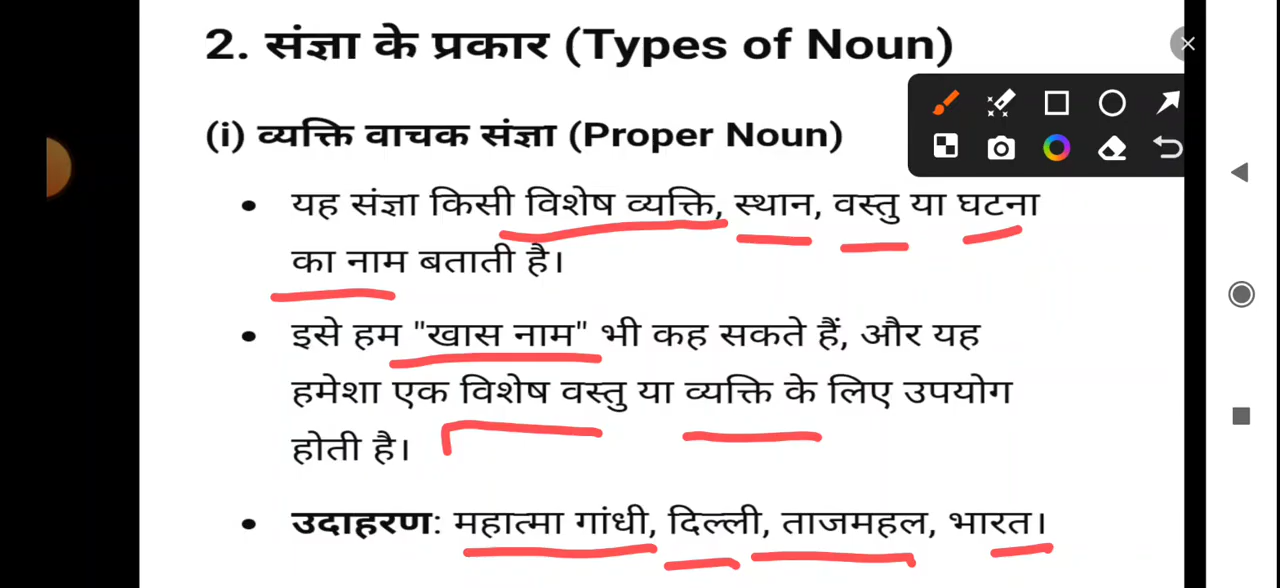 2. संज्ञा के प्रकार (Types of Noun)
(i) व्यक्ति वाचक संज्ञा (Proper Noun)
• यह संज्ञा किसी विशेष व्यक्ति, स्थान, वस्तु या घटना
का नाम बताती है।
• इसे हम "खास नाम" भी कह सकते हैं, और यह
हमेशा एक विशेष वस्तु या व्यक्ति के लिए उपयोग
होती है।
• उदाहरण: महात्मा गांधी, दिल्ली, ताजमहल, भारत।